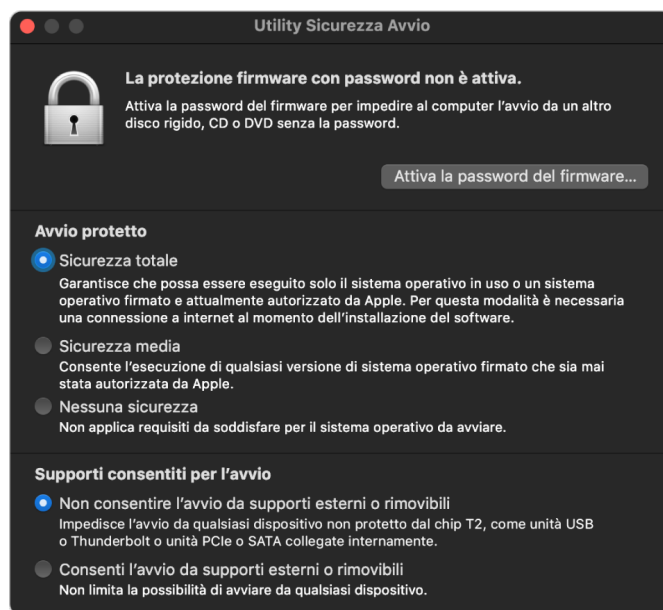 Utility Sicurezza Avvio
La protezione firmware con password non è attiva.
Attiva la password del firmware per impedire al computer l'avvio da un altro
disco rigido, CD o DVD senza la password.
Attiva la password del firmware...
Avvio protetto
Sicurezza totale
Garantisce che possa essere eseguito solo il sistema operativo in uso o un sistema
operativo firmato e attualmente autorizzato da Apple. Per questa modalità è necessaria
una connessione a internet al momento dell'installazione del software.
Sicurezza media
Consente l'esecuzione di qualsiasi versione di sistema operativo firmato che sia mai
stata autorizzata da Apple.
Nessuna sicurezza
Non applica requisiti da soddisfare per il sistema operativo da avviare.
Supporti consentiti per l'avvio
Non consentire l'avvio da supporti esterni o rimovibili
Impedisce l'avvio da qualsiasi dispositivo non protetto dal chip T2, come unità USB
o Thunderbolt o unità PCIe o SATA collegate internamente.
Consenti l'avvio da supporti esterni o rimovibili
Non limita la possibilità di avviare da qualsiasi dispositivo.